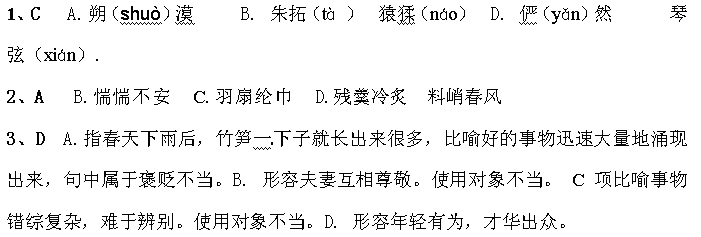 1、C　A.朔（shuò）漠　B. 朱拓（tà ） 猿猱（náo） D. 俨（yǎn）然　琴
弦（xián）.
2、A　B.惴惴不安　C.羽扇纶巾　D.残羹冷炙　料峭春风
3、D　A.指春天下雨后，竹笋一下子就长出来很多，比喻好的事物迅速大量地涌现
出来，句中属于褒贬不当。B. 形容夫妻互相尊敬。使用对象不当。 C 项比喻事物
错综复杂，难于辨别。使用对象不当。D. 形容年轻有为，才华出众。